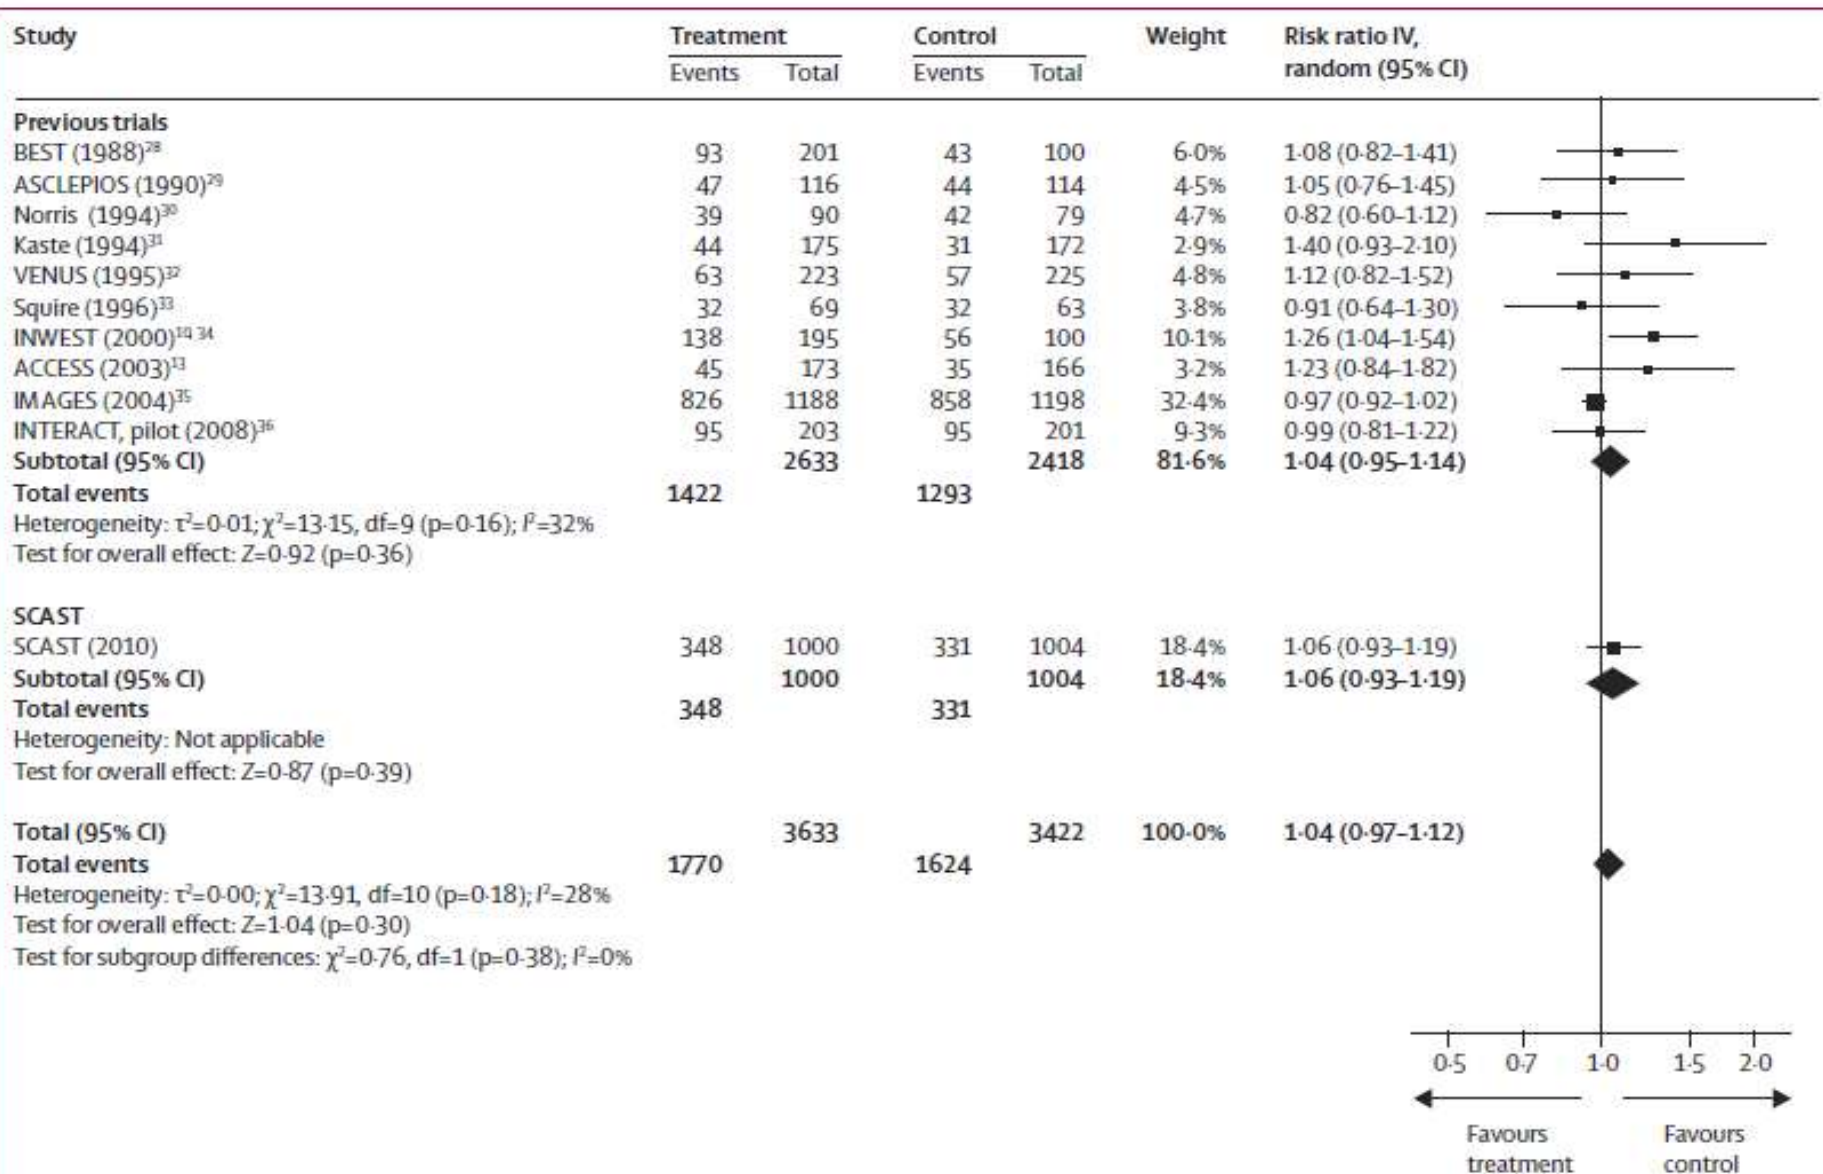 Study Treatment Control Weight Risk ratio IV,
Events Total Events Total random (95% CI)
Previous trials
BEST (1988)²⁸ 93 201 43 100 6·0% 1·08 (0·82–1·41)
ASCLEPIOS (1990)²⁹ 47 116 44 114 4·5% 1·05 (0·76–1·45)
Norris (1994)³⁰ 39 90 42 79 4·7% 0·82 (0·60–1·12)
Kaste (1994)³¹ 44 175 31 172 2·9% 1·40 (0·93–2·10)
VENUS (1995)³² 63 223 57 225 4·8% 1·12 (0·82–1·52)
Squire (1996)³³ 32 69 32 63 3·8% 0·91 (0·64–1·30)
INWEST (2000)¹⁰,³⁴ 138 195 56 100 10·1% 1·26 (1·04–1·54)
ACCESS (2003)¹³ 45 173 35 166 3·2% 1·23 (0·84–1·82)
IMAGES (2004)³⁵ 826 1188 858 1198 32·4% 0·97 (0·92–1·02)
INTERACT, pilot (2008)³⁶ 95 203 95 201 9·3% 0·99 (0·81–1·22)
Subtotal (95% CI) 2633 2418 81·6% 1·04 (0·95–1·14)
Total events 1422 1293
Heterogeneity: τ²=0·01; χ²=13·15, df=9 (p=0·16); I²=32%
Test for overall effect: Z=0·92 (p=0·36)
SCAST
SCAST (2010) 348 1000 331 1004 18·4% 1·06 (0·93–1·19)
Subtotal (95% CI) 1000 1004 18·4% 1·06 (0·93–1·19)
Total events 348 331
Heterogeneity: Not applicable
Test for overall effect: Z=0·87 (p=0·39)
Total (95% CI) 3633 3422 100·0% 1·04 (0·97–1·12)
Total events 1770 1624
Heterogeneity: τ²=0·00; χ²=13·91, df=10 (p=0·18); I²=28%
Test for overall effect: Z=1·04 (p=0·30)
Test for subgroup differences: χ²=0·76, df=1 (p=0·38); I²=0%
0·5 0·7 1·0 1·5 2·0
Favours Favours
treatment control